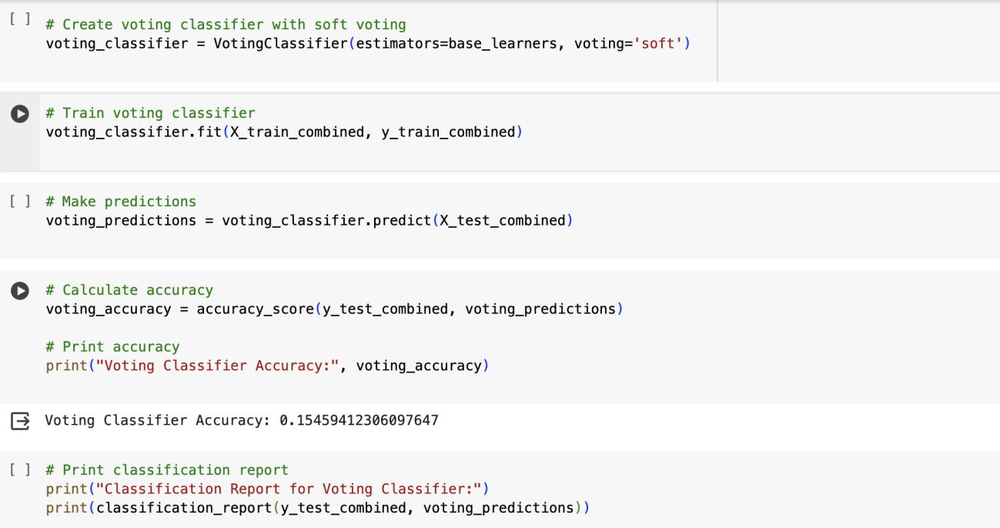 [ ] # Create voting classifier with soft voting
voting_classifier = VotingClassifier(estimators=base_learners, voting='soft')
# Train voting classifier
voting_classifier.fit(X_train_combined, y_train_combined)
[ ] # Make predictions
voting_predictions = voting_classifier.predict(X_test_combined)
# Calculate accuracy
voting_accuracy = accuracy_score(y_test_combined, voting_predictions)
# Print accuracy
print("Voting Classifier Accuracy:", voting_accuracy)
Voting Classifier Accuracy: 0.15459412306097647
[ ] # Print classification report
print("Classification Report for Voting Classifier:")
print(classification_report(y_test_combined, voting_predictions))